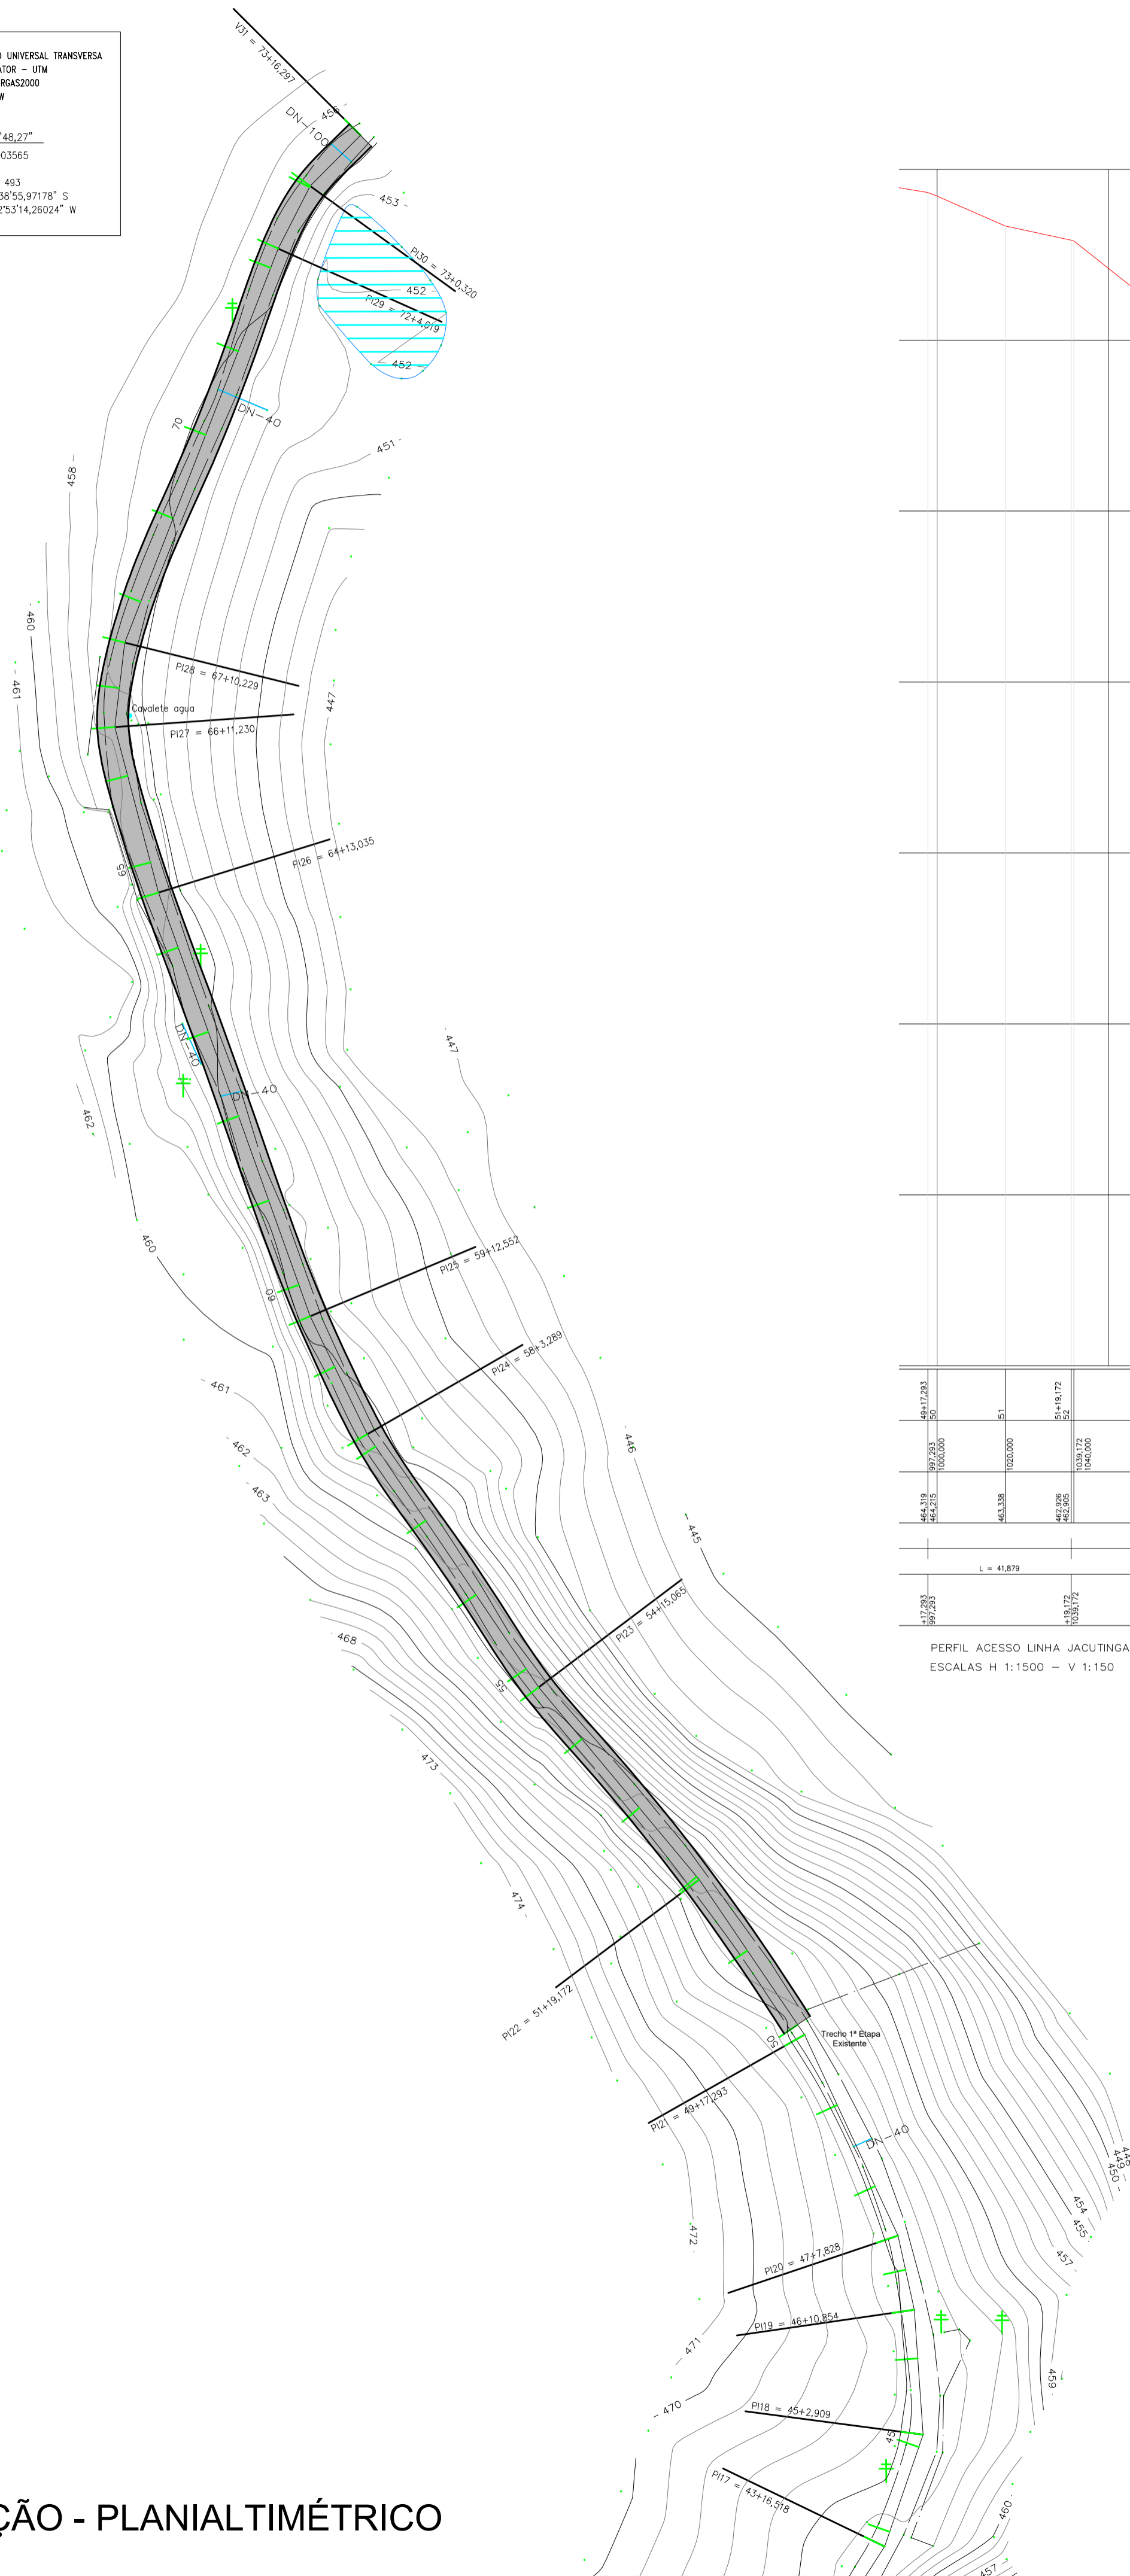 O UNIVERSAL TRANSVERSA
ATOR - UTM
RGAS2000
W
'48,27"
03565
493
38'55,97178" S
2°53'14,26024" W
V31 = 73+16,297
DN-100
455
453
PI30 = 73+0,320
452
PI29 = 72+4,619
452
DN-40
70
451
458
460
461
PI28 = 67+10,229
447
Cavalete agua
PI27 = 66+11,230
PI26 = 64+13,035
65
DN-40
DN-40
447
462
460
PI25 = 59+12,552
60
PI24 = 58+3,289
461
462
463
446
445
468
PI23 = 54+15,065
55
473
474
PI22 = 51+19,172
50
Trecho 1ª Etapa
Existente
PI21 = 49+17,293
DN-40
448
449
450
454
455
457
472
PI20 = 47+7,828
PI19 = 46+10,854
471
470
459
PI18 = 45+2,909
45
PI17 = 43+16,518
460
457
49+17,293
50
51
51+19,172
52
997,293
1000,000
1020,000
1039,172
1040,000
464,319
464,215
463,338
462,926
462,905
L = 41,879
+17,293
997,293
+19,172
1039,172
PERFIL ACESSO LINHA JACUTINGA
ESCALAS H 1:1500 - V 1:150
ÇÃO - PLANIALTIMÉTRICO